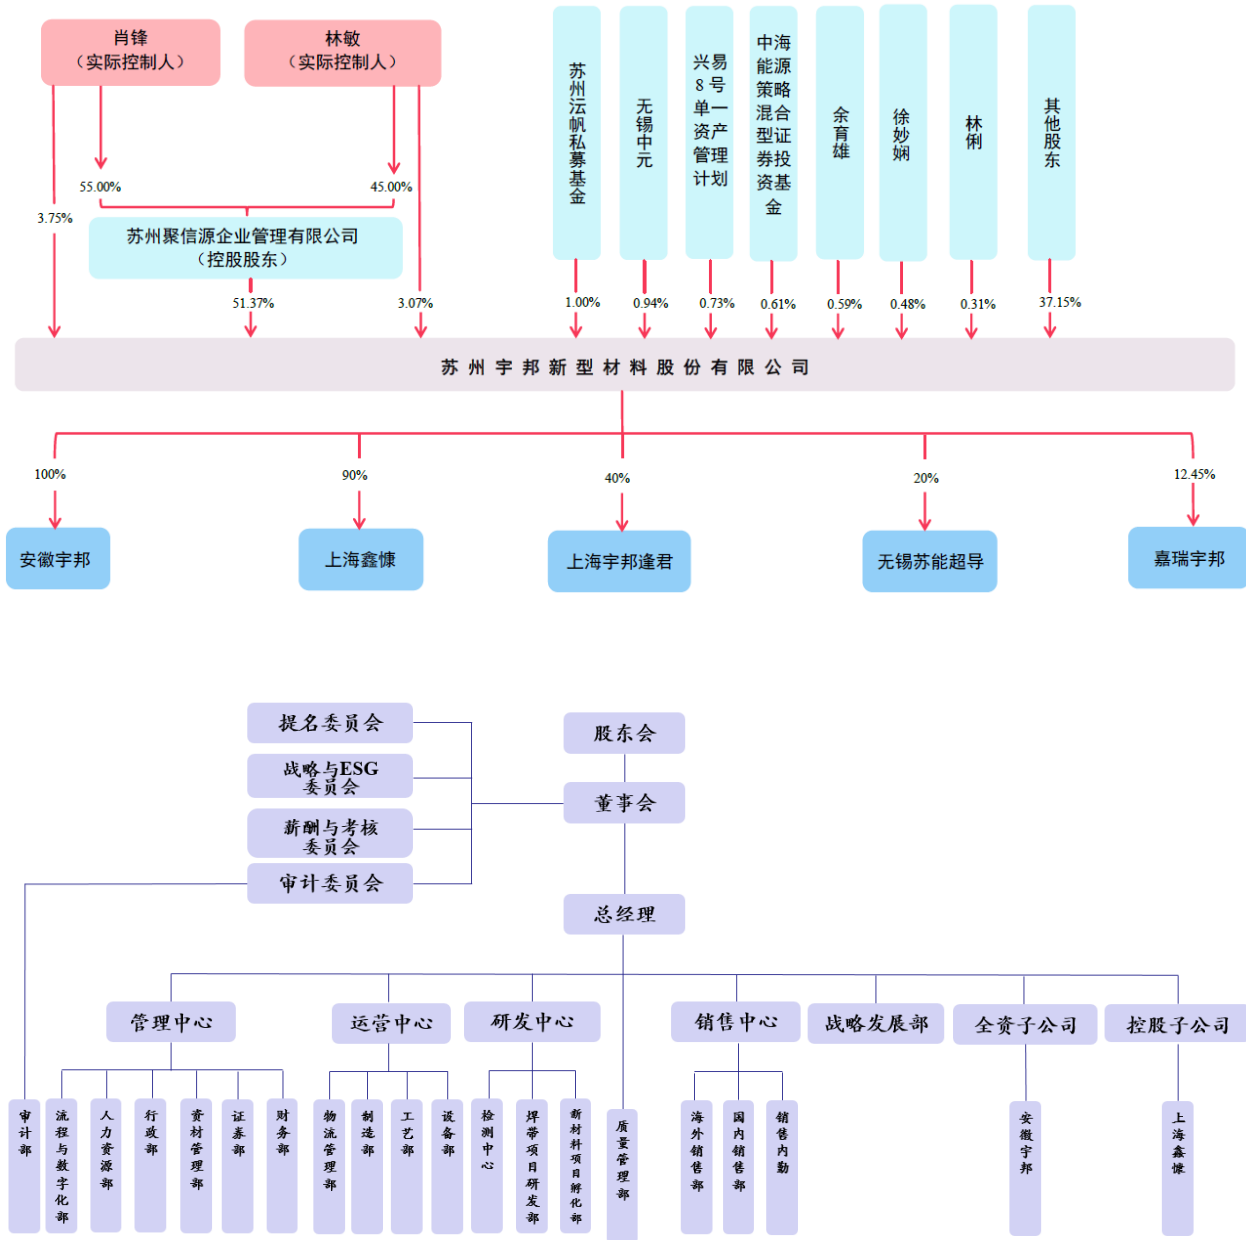 肖锋
（实际控制人）
林敏
（实际控制人）
苏州沄帆私募基金
无锡中元
兴易
8号
单一
资产
管理
计划
中海
能源
策略
混合
型证
券投
资基
金
余育雄
徐妙娴
林俐
其他股东
55.00%
45.00%
3.75%
苏州聚信源企业管理有限公司
（控股股东）
51.37%
3.07%
1.00%
0.94%
0.73%
0.61%
0.59%
0.48%
0.31%
37.15%
苏州宇邦新型材料股份有限公司
100%
90%
40%
20%
12.45%
安徽宇邦
上海鑫慷
上海宇邦逢君
无锡苏能超导
嘉瑞宇邦
提名委员会
战略与ESG
委员会
薪酬与考核
委员会
审计委员会
股东会
董事会
总经理
管理中心
运营中心
研发中心
销售中心
战略发展部
全资子公司
控股子公司
审计部
流程与数字化部
人力资源部
行政部
资材管理部
证券部
财务部
物流管理部
制造部
工艺部
设备部
检测中心
焊带项目研发部
新材料项目孵化部
质量管理部
海外销售部
国内销售部
销售内勤
安徽宇邦
上海鑫慷